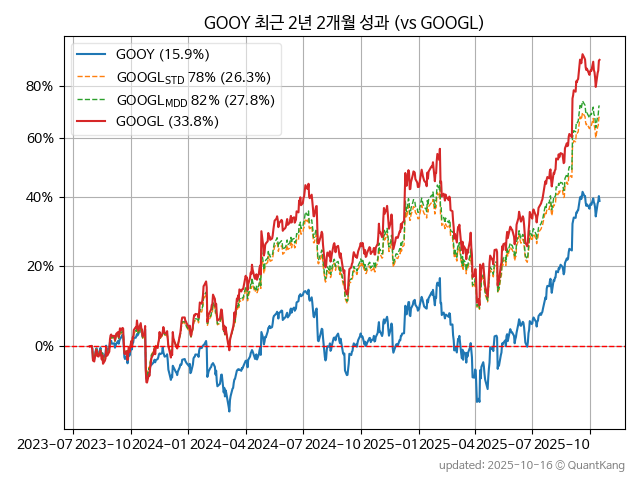 GOOY 최근 2년 2개월 성과 (vs GOOGL)
GOOY (15.9%)
GOOGL_STD 78% (26.3%)
GOOGL_MDD 82% (27.8%)
GOOGL (33.8%)
80%
60%
40%
20%
0%
2023-07 2023-10 2024-01 2024-04 2024-07 2024-10 2025-01 2025-04 2025-07 2025-10
updated: 2025-10-16 © QuantKang